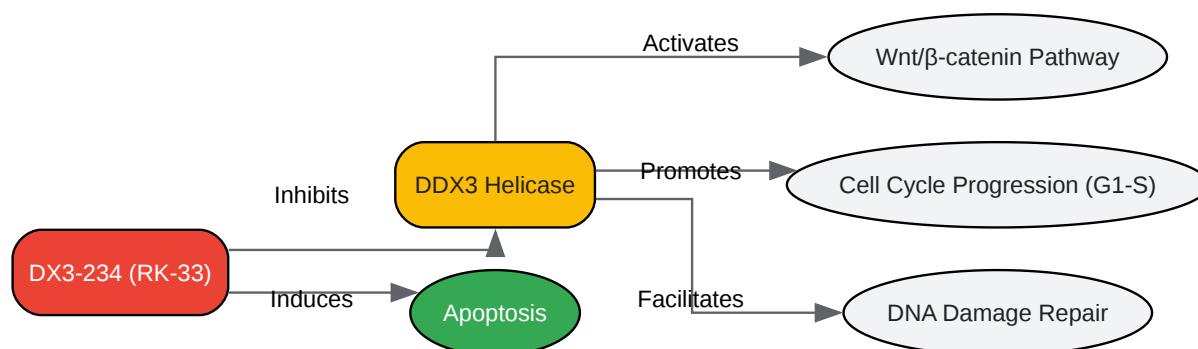 Activates
Wnt/β-catenin Pathway
DDX3 Helicase
Promotes
Cell Cycle Progression (G1-S)
Inhibits
DX3-234 (RK-33)
Induces
Apoptosis
Facilitates
DNA Damage Repair